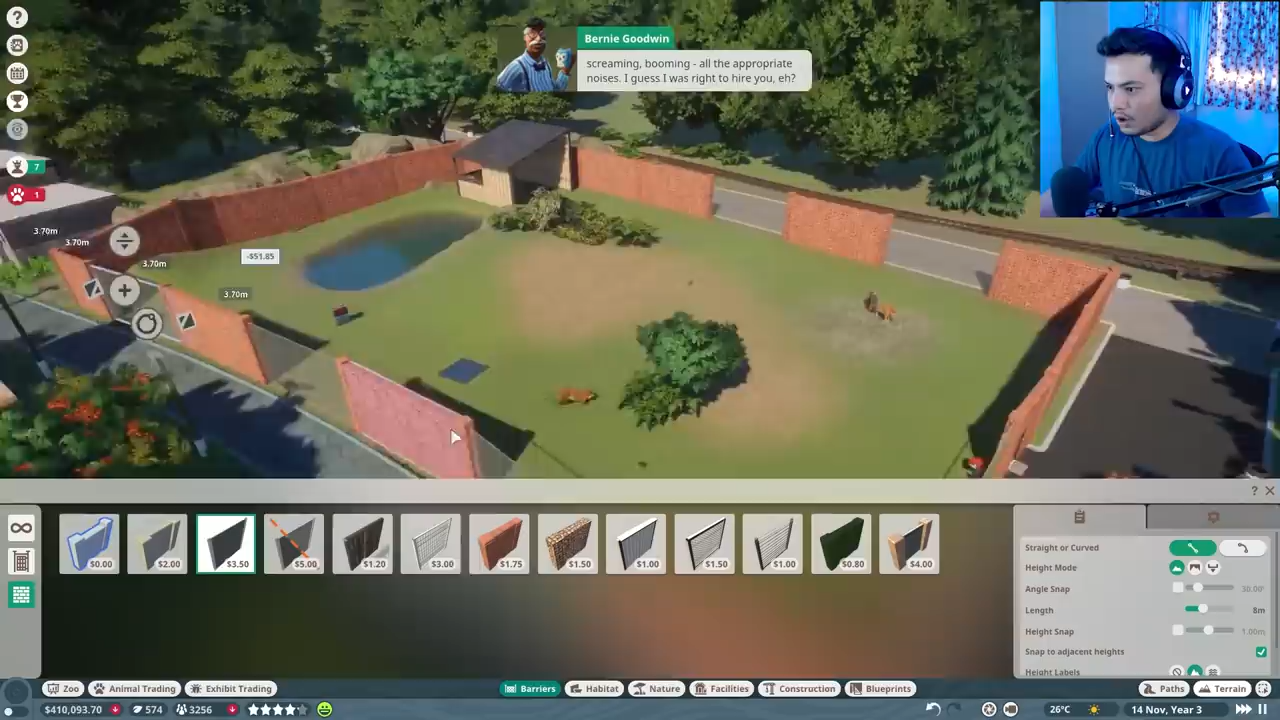 Bernie Goodwin
screaming, booming - all the appropriate
noises. I guess I was right to hire you, eh?
7
1
3.70m
3.70m
3.70m
3.70m
-$51.85
$0.00
$2.00
$3.50
$5.00
$1.20
$3.00
$1.75
$1.50
$1.00
$1.50
$1.00
$0.80
$4.00
Straight or Curved
Height Mode
Angle Snap
30.00°
Length
8m
Height Snap
1.00m
Snap to adjacent heights
Height Labels
Zoo
Animal Trading
Exhibit Trading
Barriers
Habitat
Nature
Facilities
Construction
Blueprints
Paths
Terrain
$410,093.70
574
3256
26°C
14 Nov, Year 3